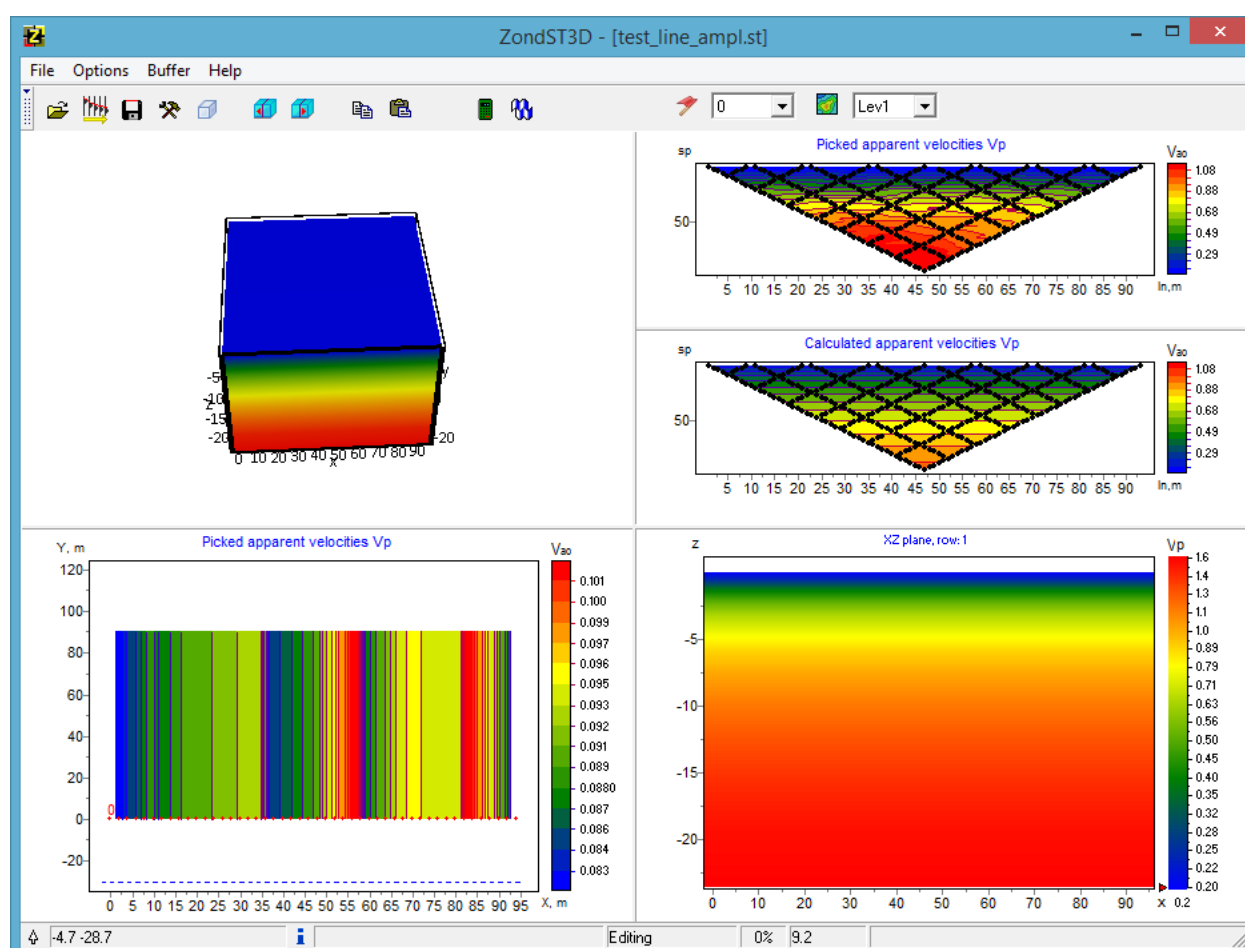 ZondST3D - [test_line_ampl.st]
File Options Buffer Help
0 Lev1
-5
-10
-15
-20
z
0 10 20 30 40 50 60 70 80 90
x
y
-20
Picked apparent velocities Vp
sp
50
5 10 15 20 25 30 35 40 45 50 55 60 65 70 75 80 85 90 ln,m
Vao
1.08
0.88
0.68
0.49
0.29
Calculated apparent velocities Vp
sp
50
5 10 15 20 25 30 35 40 45 50 55 60 65 70 75 80 85 90 ln,m
Vao
1.08
0.88
0.68
0.49
0.29
Picked apparent velocities Vp
Y, m
120
100
80
60
40
20
0
-20
0
0 5 10 15 20 25 30 35 40 45 50 55 60 65 70 75 80 85 90 95 X, m
Vao
0.101
0.100
0.099
0.097
0.096
0.095
0.093
0.092
0.091
0.089
0.0880
0.087
0.086
0.084
0.083
XZ plane, row: 1
z
-5
-10
-15
-20
0 10 20 30 40 50 60 70 80 90 x 0.2
Vp
1.6
1.4
1.3
1.1
1.0
0.89
0.79
0.71
0.63
0.56
0.50
0.45
0.40
0.35
0.32
0.28
0.25
0.22
0.20
-4.7 -28.7 Editing 0% 9.2